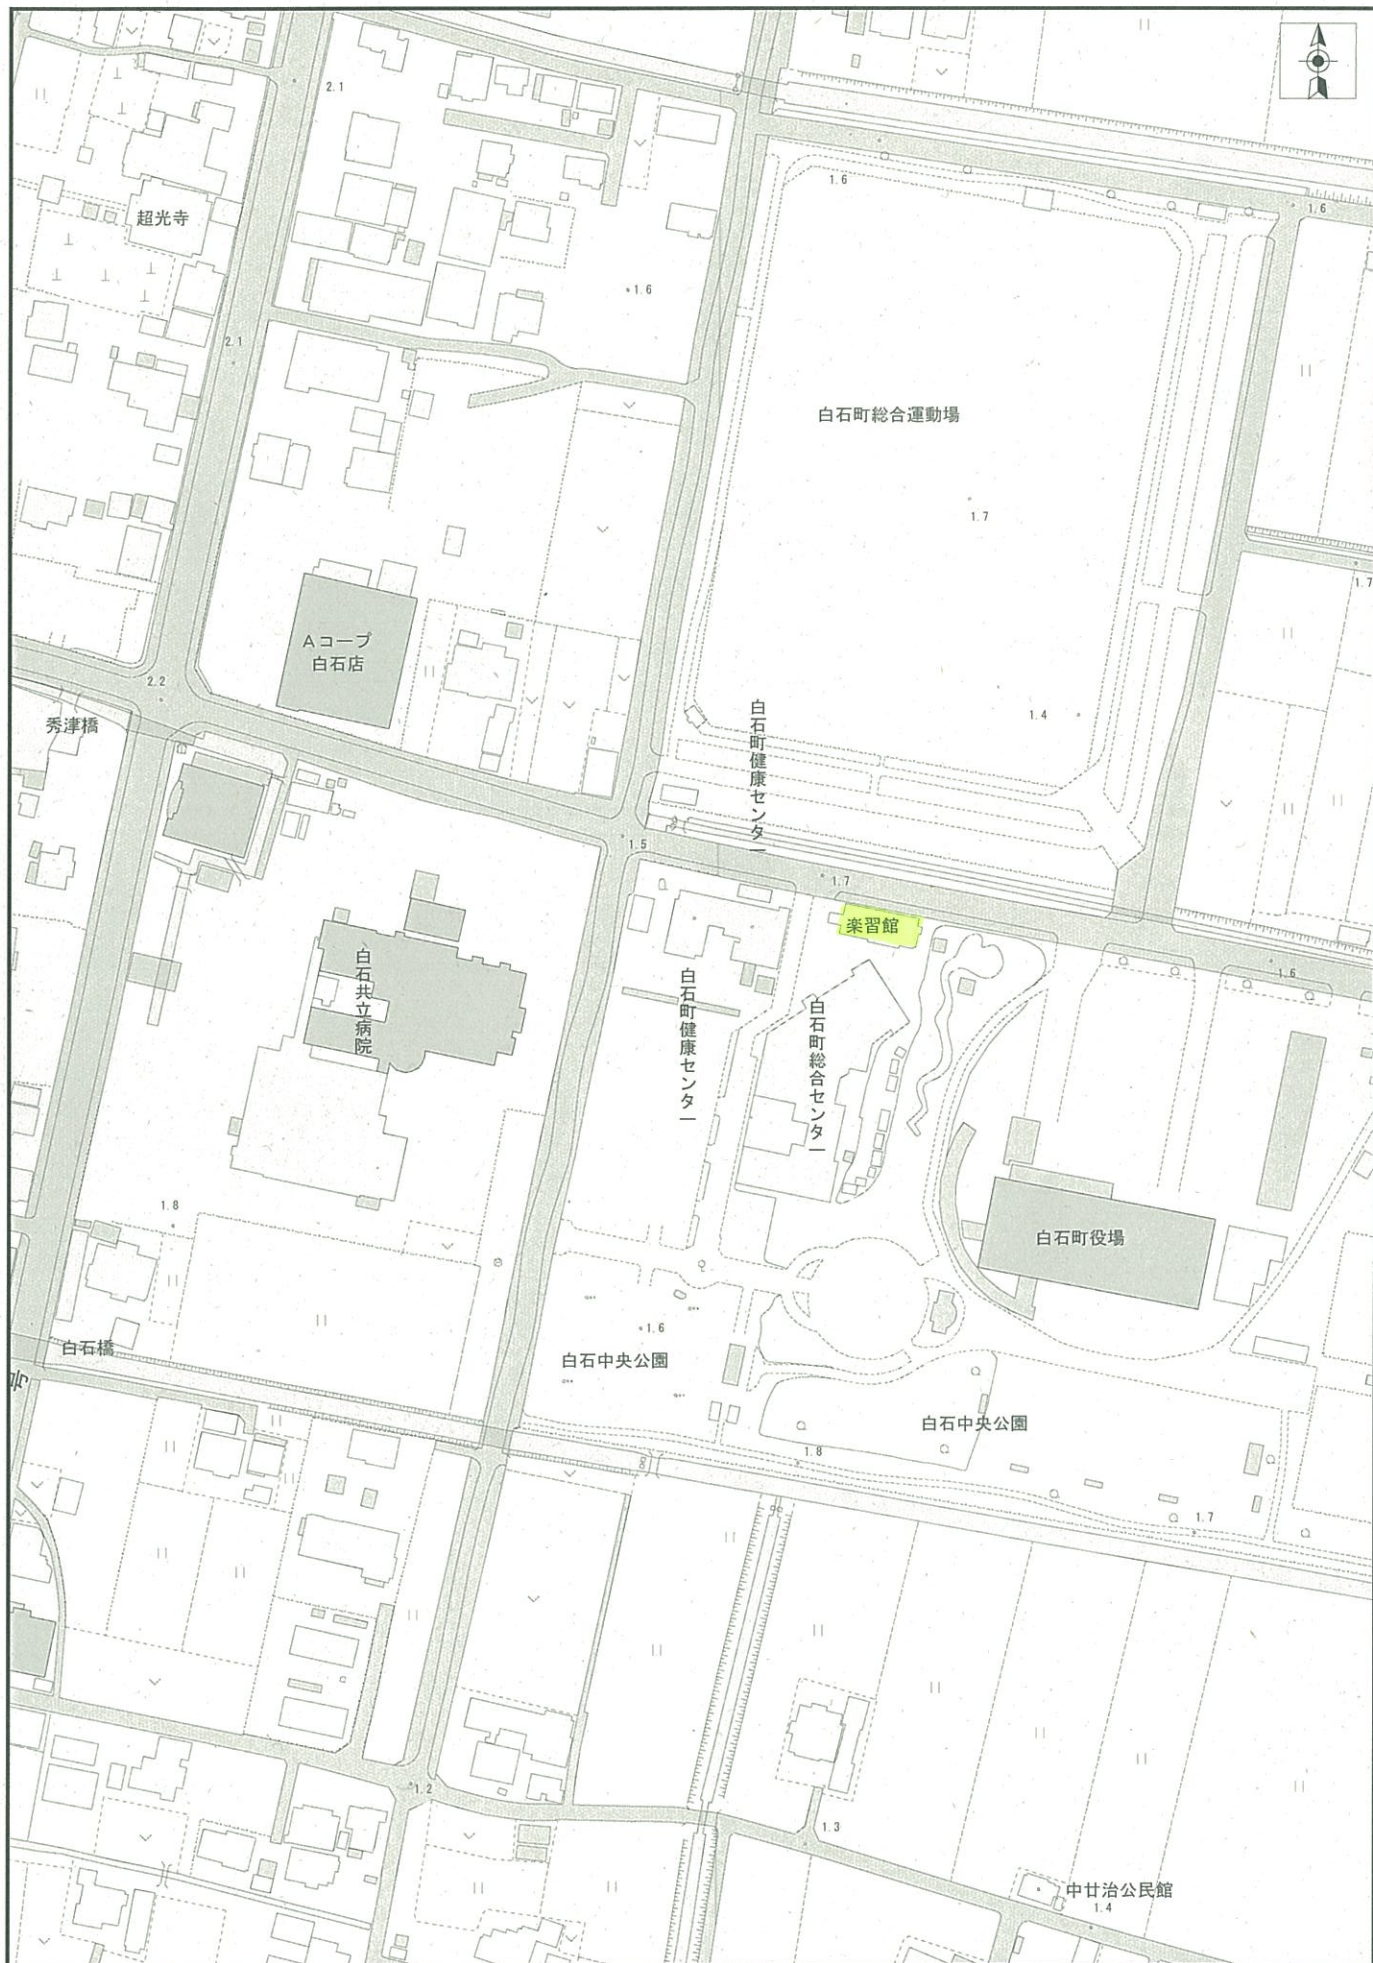 2.1
1.6
1.6
超光寺
1.6
2.1
白石町総合運動場
1.7
1.7
Aコープ
白石店
2.2
秀津橋
1.4
白石町健康センター
1.5
1.7
楽習館
1.6
白石共立病院
白石町健康センター
白石町総合センター
1.8
白石町役場
1.6
白石橋
号
白石中央公園
白石中央公園
1.8
1.7
1.2
1.3
中廿治公民館
1.4